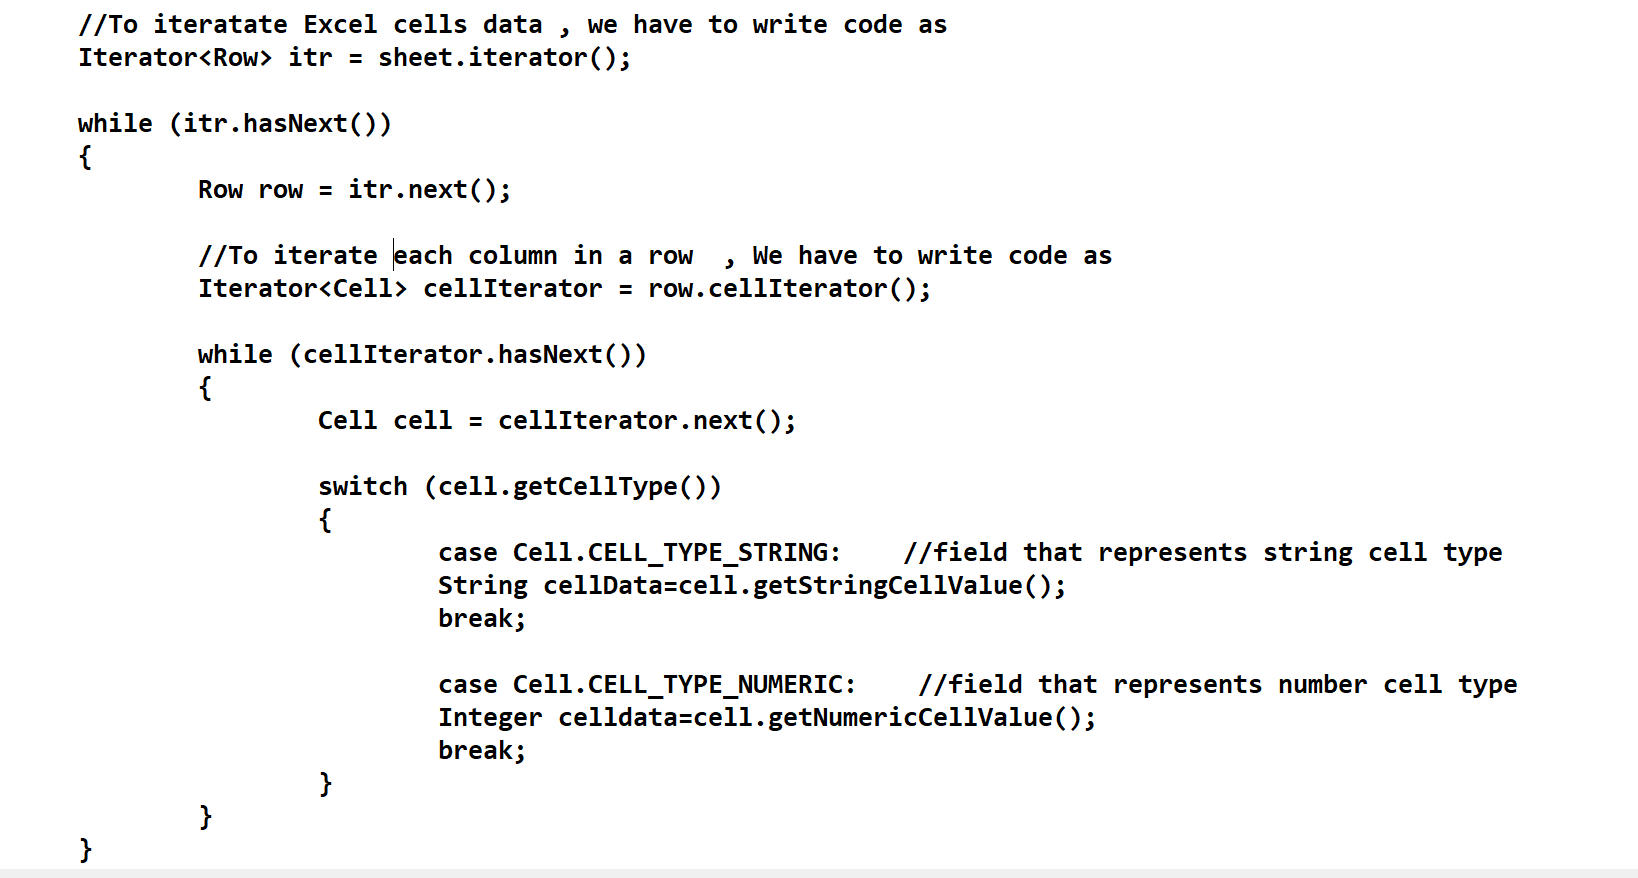 //To iteratate Excel cells data , we have to write code as
Iterator<Row> itr = sheet.iterator();
while (itr.hasNext())
{
Row row = itr.next();
//To iterate each column in a row  , We have to write code as
Iterator<Cell> cellIterator = row.cellIterator();
while (cellIterator.hasNext())
{
Cell cell = cellIterator.next();
switch (cell.getCellType())
{
case Cell.CELL_TYPE_STRING:    //field that represents string cell type
String cellData=cell.getStringCellValue();
break;
case Cell.CELL_TYPE_NUMERIC:    //field that represents number cell type
Integer celldata=cell.getNumericCellValue();
break;
}
}
}